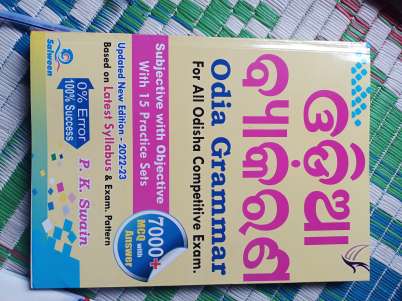 ଓଡ଼ିଆ
ବ୍ୟାକରଣ
Odia Grammar
For All Odisha Competitive Exam.
Subjective with Objective
With 15 Practice Sets
7000+
MCQ with
Answer
Updated New Edition - 2022-23
Based on Latest Syllabus & Exam. Pattern
0% Error
100% Success
P. K. Swain
Salween